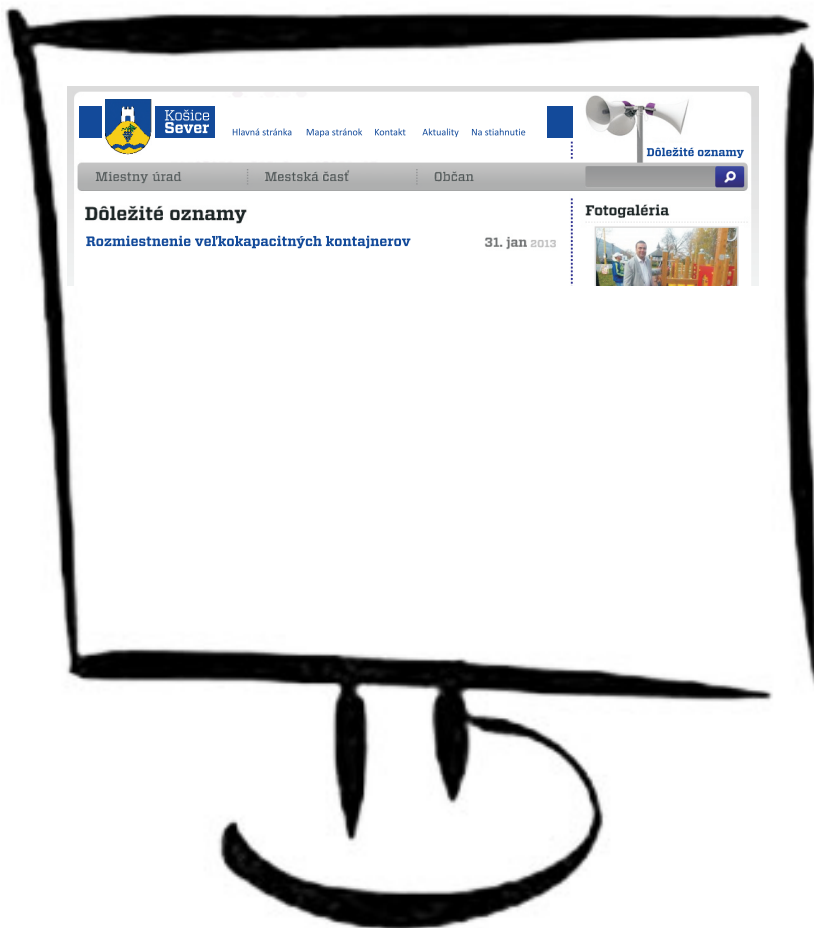 Košice
Sever
Hlavná stránka Mapa stránok Kontakt Aktuality Na stiahnutie
Dôležité oznamy
Miestny úrad Mestská časť Občan
Dôležité oznamy
Rozmiestnenie veľkokapacitných kontajnerov 31. jan 2013
Fotogaléria